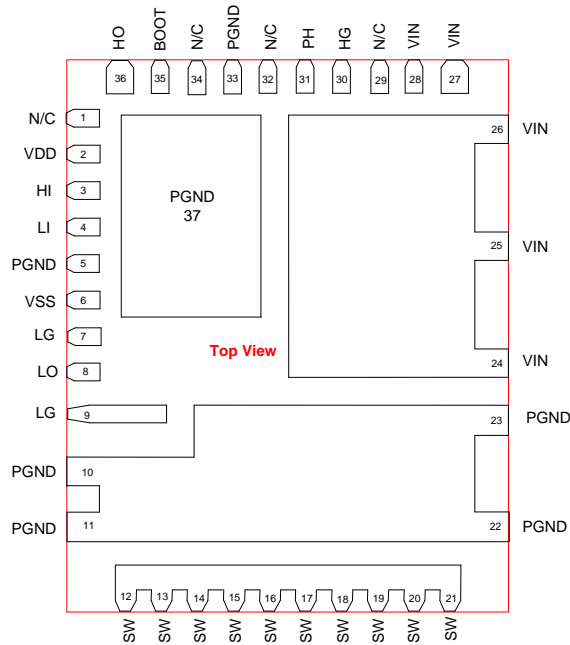 HO BOOT N/C PGND N/C PH HG N/C VIN VIN
36 35 34 33 32 31 30 29 28 27
N/C 1
VDD 2
HI 3
LI 4
PGND 5
VSS 6
LG 7
LO 8
LG 9
PGND 10
PGND 11
PGND
37
Top View
26 VIN
25 VIN
24 VIN
23 PGND
22 PGND
12 13 14 15 16 17 18 19 20 21
SW SW SW SW SW SW SW SW SW SW